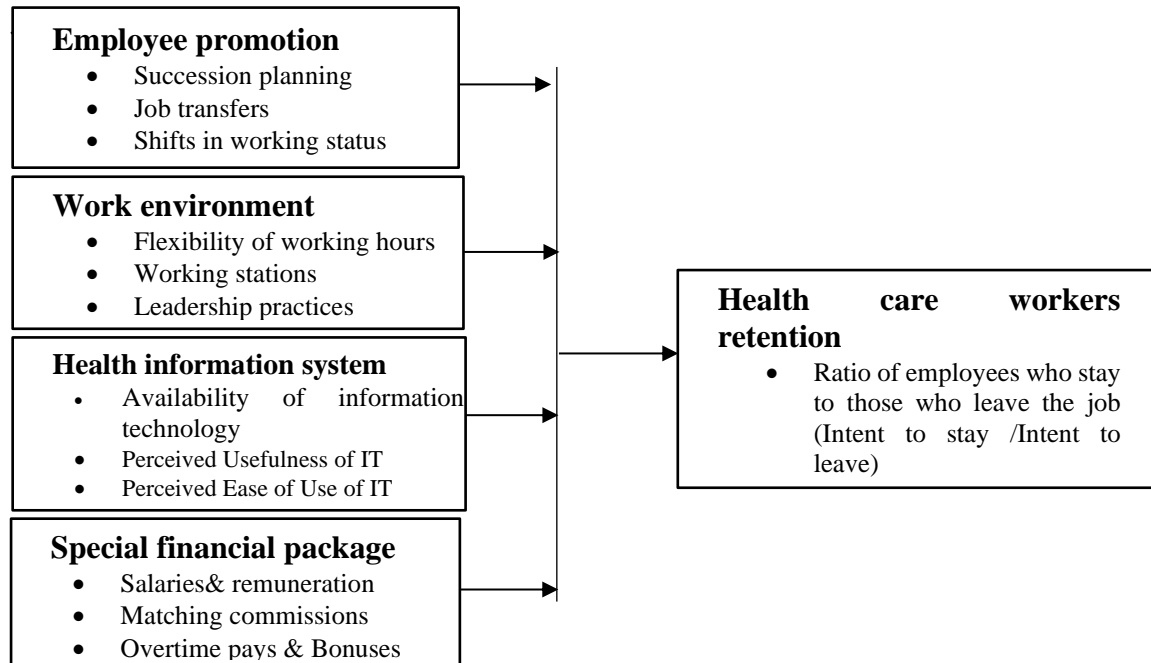 Employee promotion
• Succession planning
• Job transfers
• Shifts in working status
Work environment
• Flexibility of working hours
• Working stations
• Leadership practices
Health information system
• Availability of information
technology
• Perceived Usefulness of IT
• Perceived Ease of Use of IT
Special financial package
• Salaries& remuneration
• Matching commissions
• Overtime pays & Bonuses
Health care workers
retention
• Ratio of employees who stay
to those who leave the job
(Intent to stay /Intent to
leave)